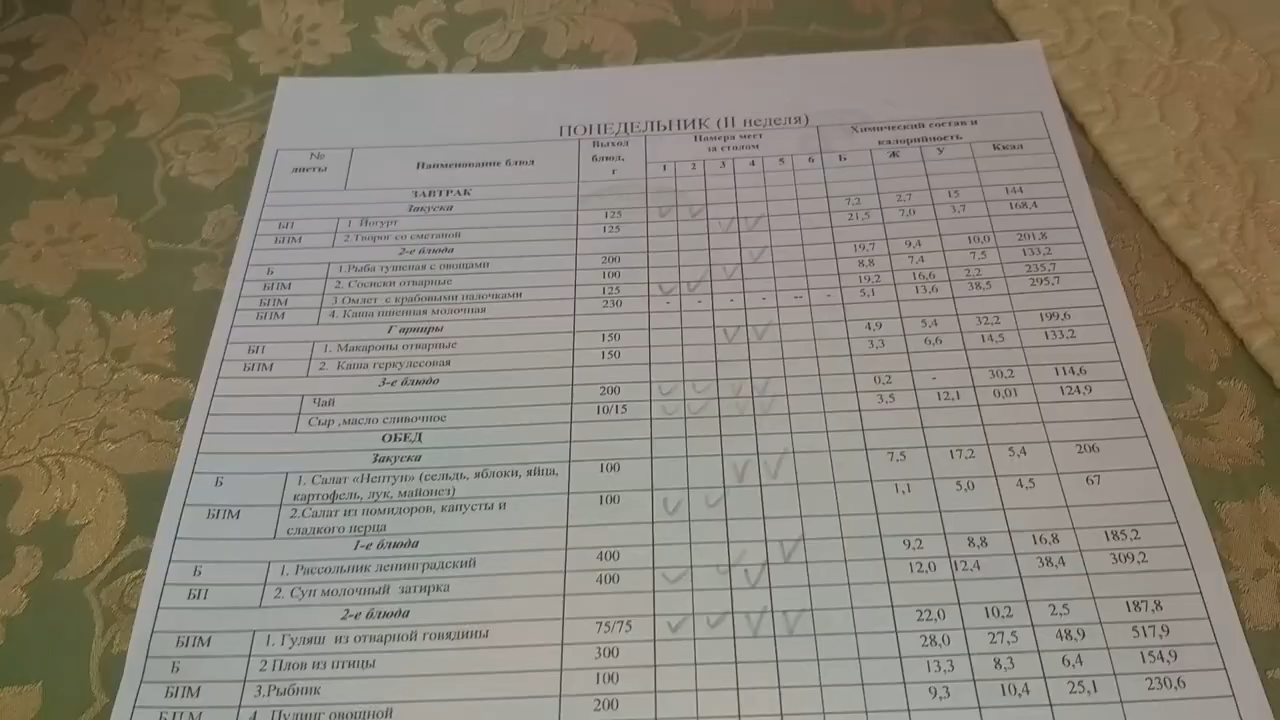 ПОНЕДЕЛЬНИК (II неделя)
№ диеты Наименование блюд Выход блюд, г Номера мест за столом Химический состав и калорийность
1 2 3 4 5 6 Б Ж У Ккал
ЗАВТРАК
Закуска
БП 1 Йогурт 125 7,2 2,7 15 144
БПМ 2.Творог со сметаной 125 21,5 7,0 3,7 168,4
2-е блюда
Б 1.Рыба тушеная с овощами 200 19,7 9,4 10,0 201,8
БПМ 2. Сосиски отварные 100 8,8 7,4 7,5 133,2
БПМ 3 Омлет с крабовыми палочками 125 19,2 16,6 2,2 235,7
БПМ 4. Каша пшенная молочная 230 - - - - -- - 5,1 13,6 38,5 295,7
Гарниры
БП 1. Макароны отварные 150 4,9 5,4 32,2 199,6
БПМ 2. Каша геркулесовая 150 3,3 6,6 14,5 133,2
3-е блюдо
Чай 200 0,2 - 30,2 114,6
Сыр ,масло сливочное 10/15 3,5 12,1 0,01 124,9
ОБЕД
Закуска
Б 1. Салат «Нептун» (сельдь, яблоки, яйца, 100 7,5 17,2 5,4 206
картофель, лук, майонез)
БПМ 2.Салат из помидоров, капусты и 100 1,1 5,0 4,5 67
сладкого перца
1-е блюда
Б 1. Рассольник ленинградский 400 9,2 8,8 16,8 185,2
БП 2. Суп молочный затирка 400 12,0 12,4 38,4 309,2
2-е блюда
БПМ 1. Гуляш из отварной говядины 75/75 22,0 10,2 2,5 187,8
Б 2 Плов из птицы 300 28,0 27,5 48,9 517,9
БПМ 3.Рыбник 100 13,3 8,3 6,4 154,9
БПМ 4. Пудинг овощной 200 9,3 10,4 25,1 230,6